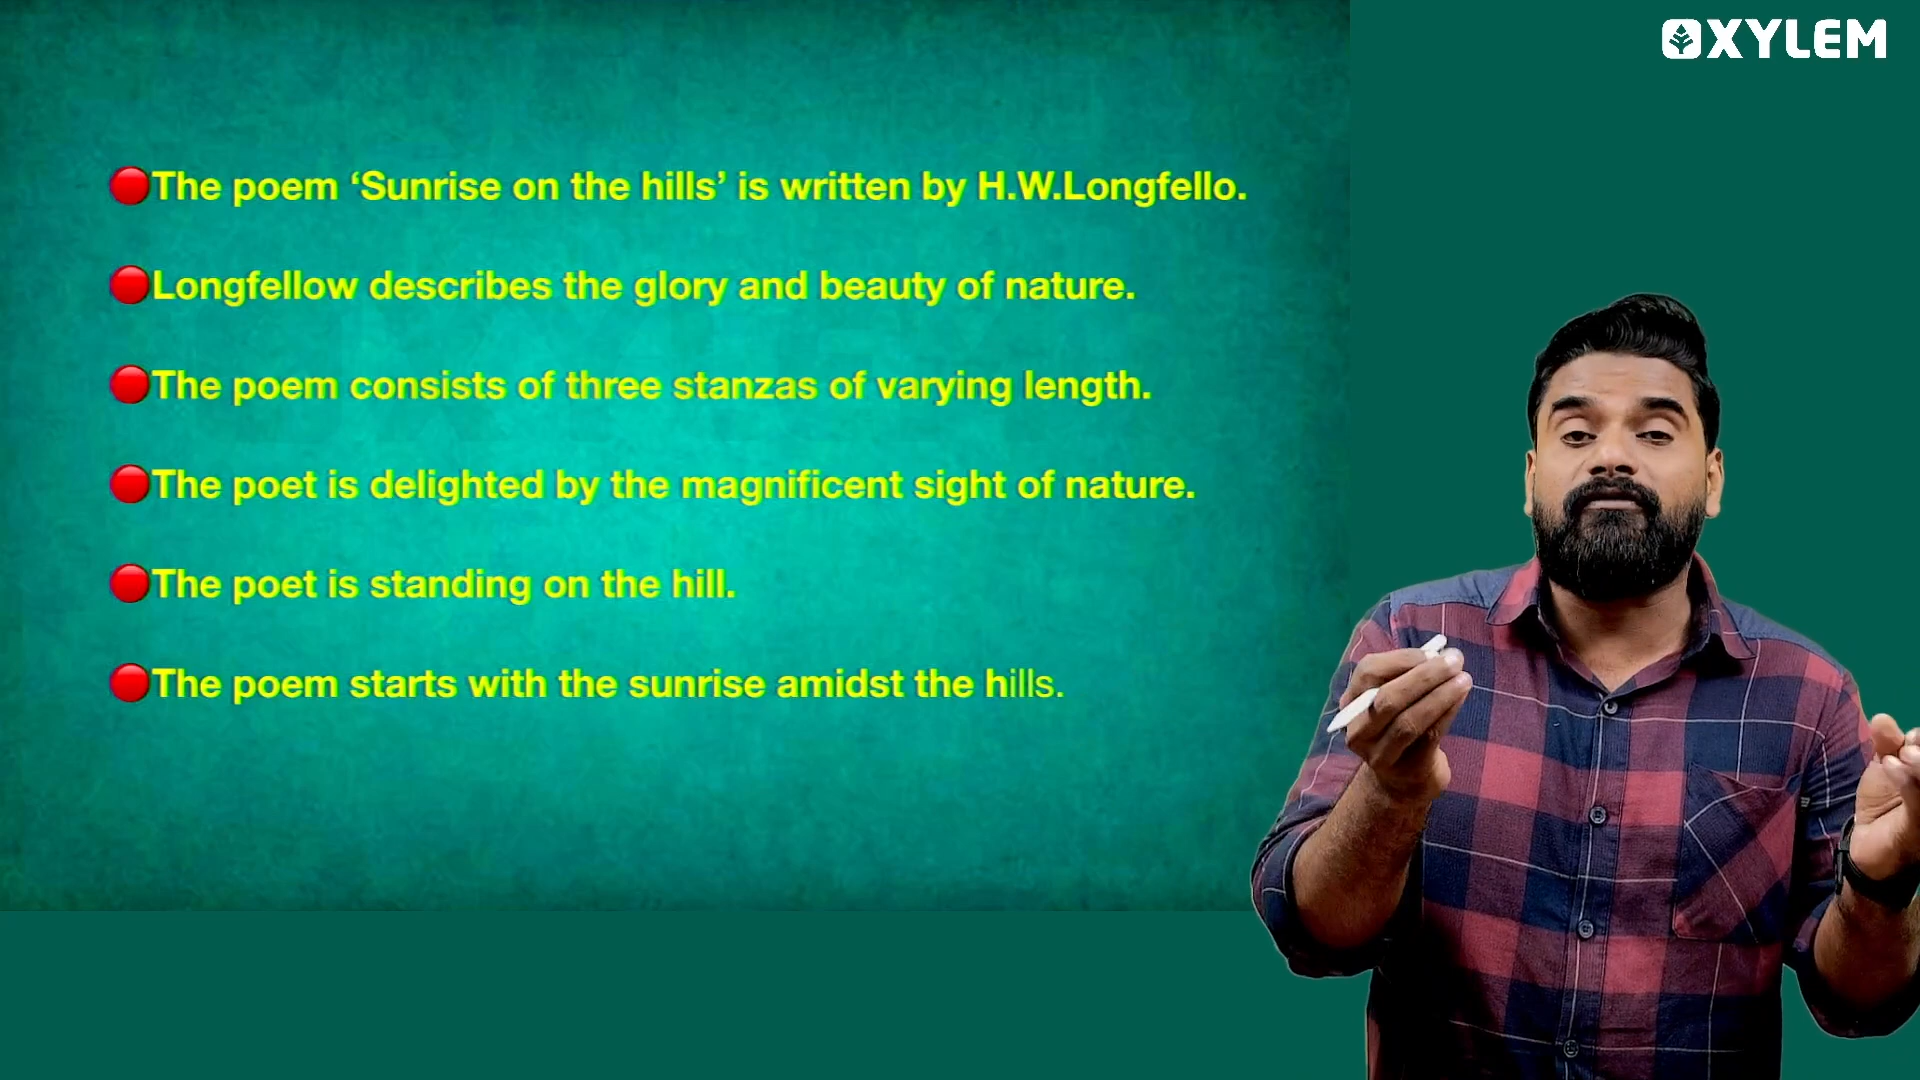 XYLEM
The poem ‘Sunrise on the hills’ is written by H.W.Longfello.
Longfellow describes the glory and beauty of nature.
The poem consists of three stanzas of varying length.
The poet is delighted by the magnificent sight of nature.
The poet is standing on the hill.
The poem starts with the sunrise amidst the hills.